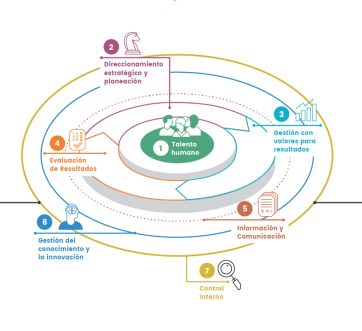 2
Direccionamiento
estratégico y
planeación
3
Gestión con
valores para
resultados
1
Talento
humano
4
Evaluación
de Resultados
5
Información y
Comunicación
6
Gestión del
conocimiento y
la innovación
7
Control
Interno